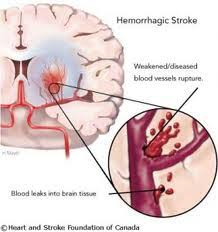 Hemorrhagic Stroke
Weakened/diseased
blood vessels rupture.
Blood leaks into brain tissue
©Heart and Stroke Foundation of Canada